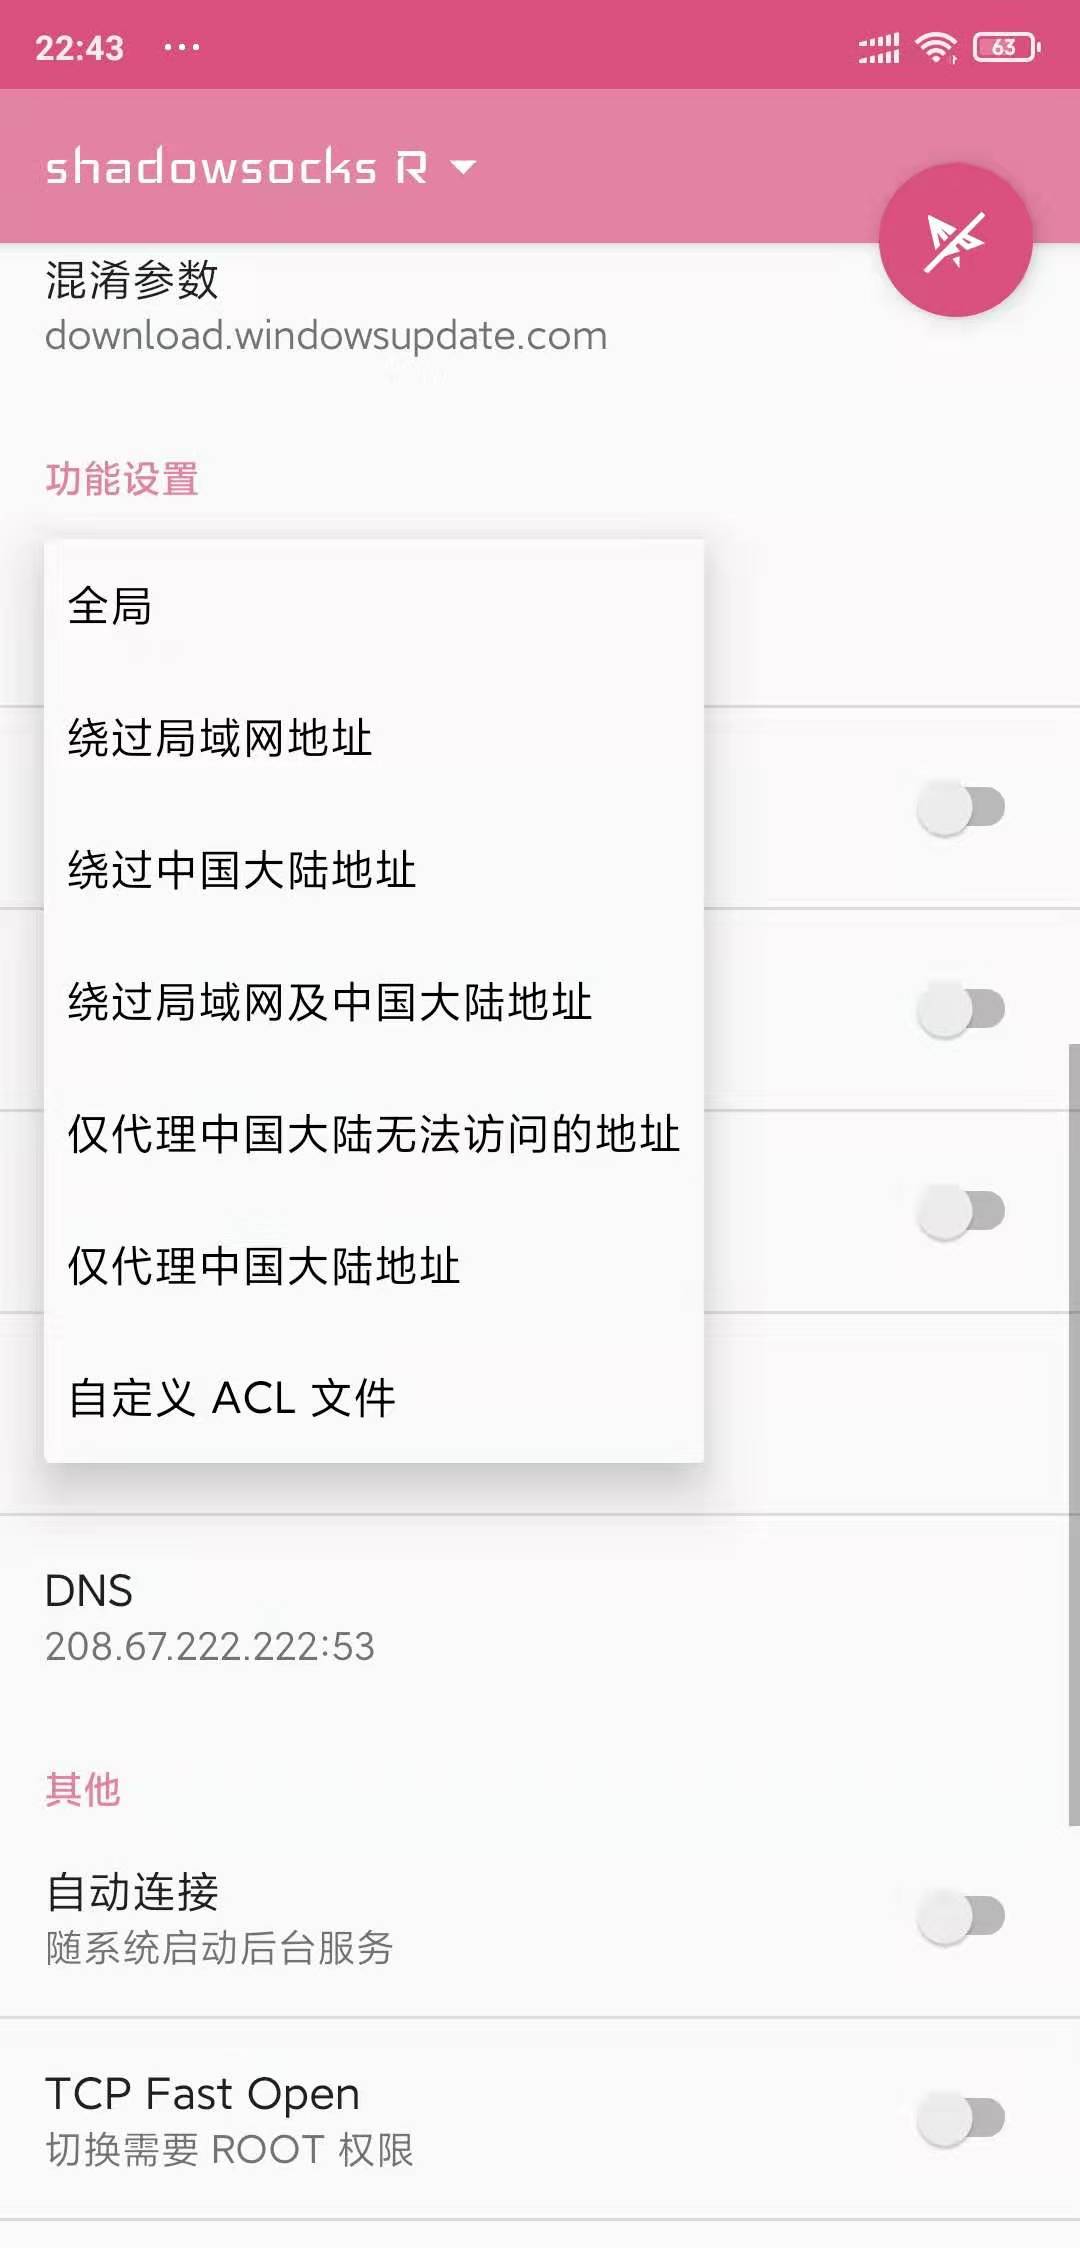 22:43 ... 63
shadowsocks R
混淆参数
download.windowsupdate.com
功能设置
全局
绕过局域网地址
绕过中国大陆地址
绕过局域网及中国大陆地址
仅代理中国大陆无法访问的地址
仅代理中国大陆地址
自定义 ACL 文件
DNS
208.67.222.222:53
其他
自动连接
随系统启动后台服务
TCP Fast Open
切换需要 ROOT 权限